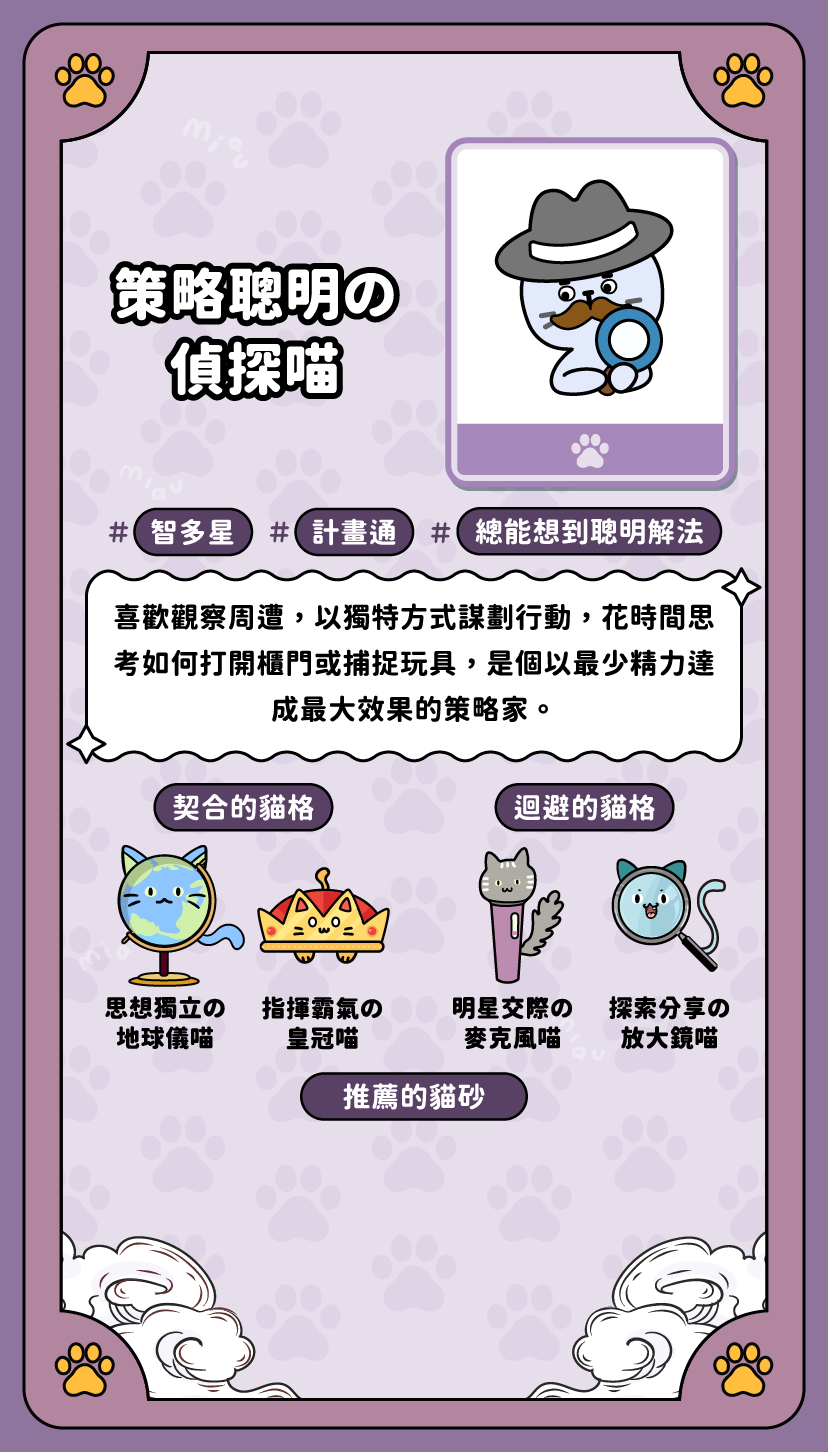 miau
策略聰明の
偵探喵
miau
#智多星 #計畫通 #總能想到聰明解法
喜歡觀察周遭，以獨特方式謀劃行動，花時間思
考如何打開櫃門或捕捉玩具，是個以最少精力達
成最大效果的策略家。
契合的貓格 迴避的貓格
思想獨立の
地球儀喵
指揮霸氣の
皇冠喵
明星交際の
麥克風喵
探索分享の
放大鏡喵
推薦的貓砂